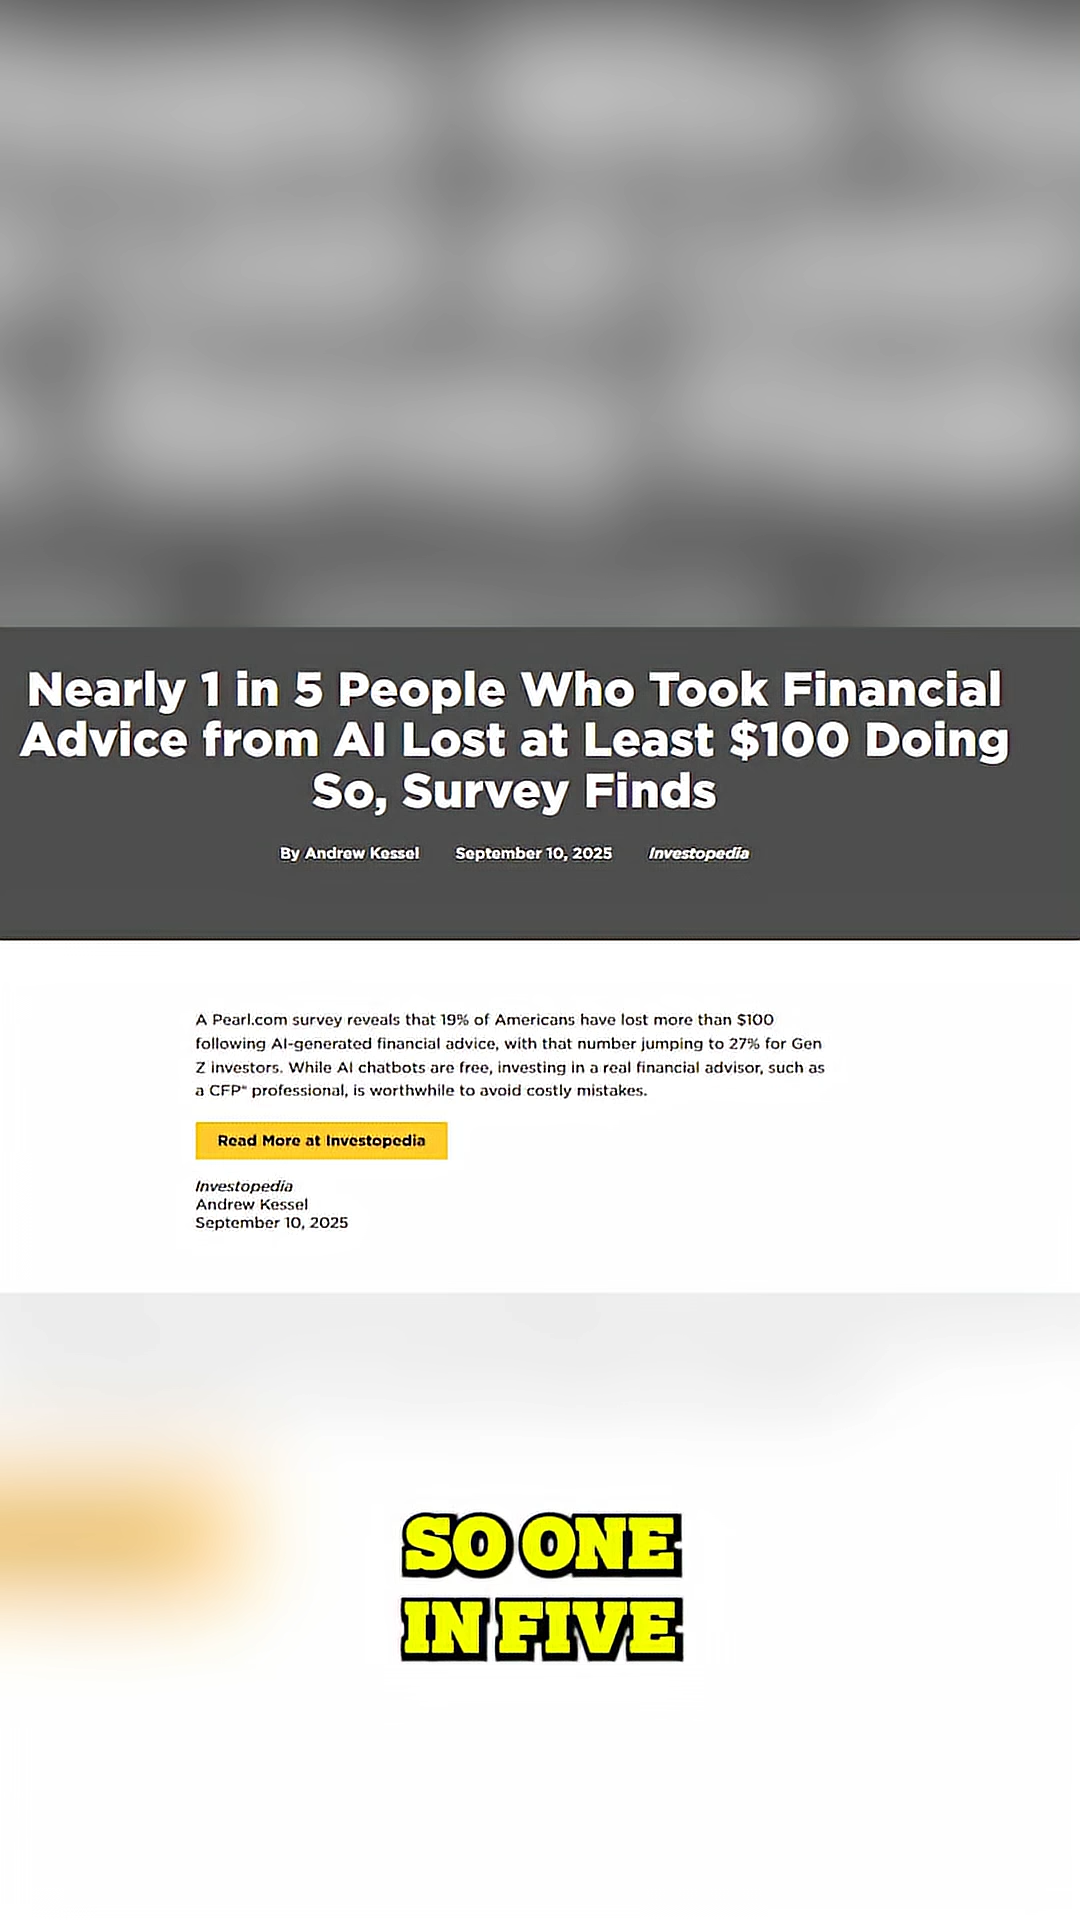 Nearly 1 in 5 People Who Took Financial
Advice from AI Lost at Least $100 Doing
So, Survey Finds
By Andrew Kessel September 10, 2025 Investopedia
A Pearl.com survey reveals that 19% of Americans have lost more than $100
following AI-generated financial advice, with that number jumping to 27% for Gen
Z investors. While AI chatbots are free, investing in a real financial advisor, such as
a CFP® professional, is worthwhile to avoid costly mistakes.
Read More at Investopedia
Investopedia
Andrew Kessel
September 10, 2025
SO ONE
IN FIVE